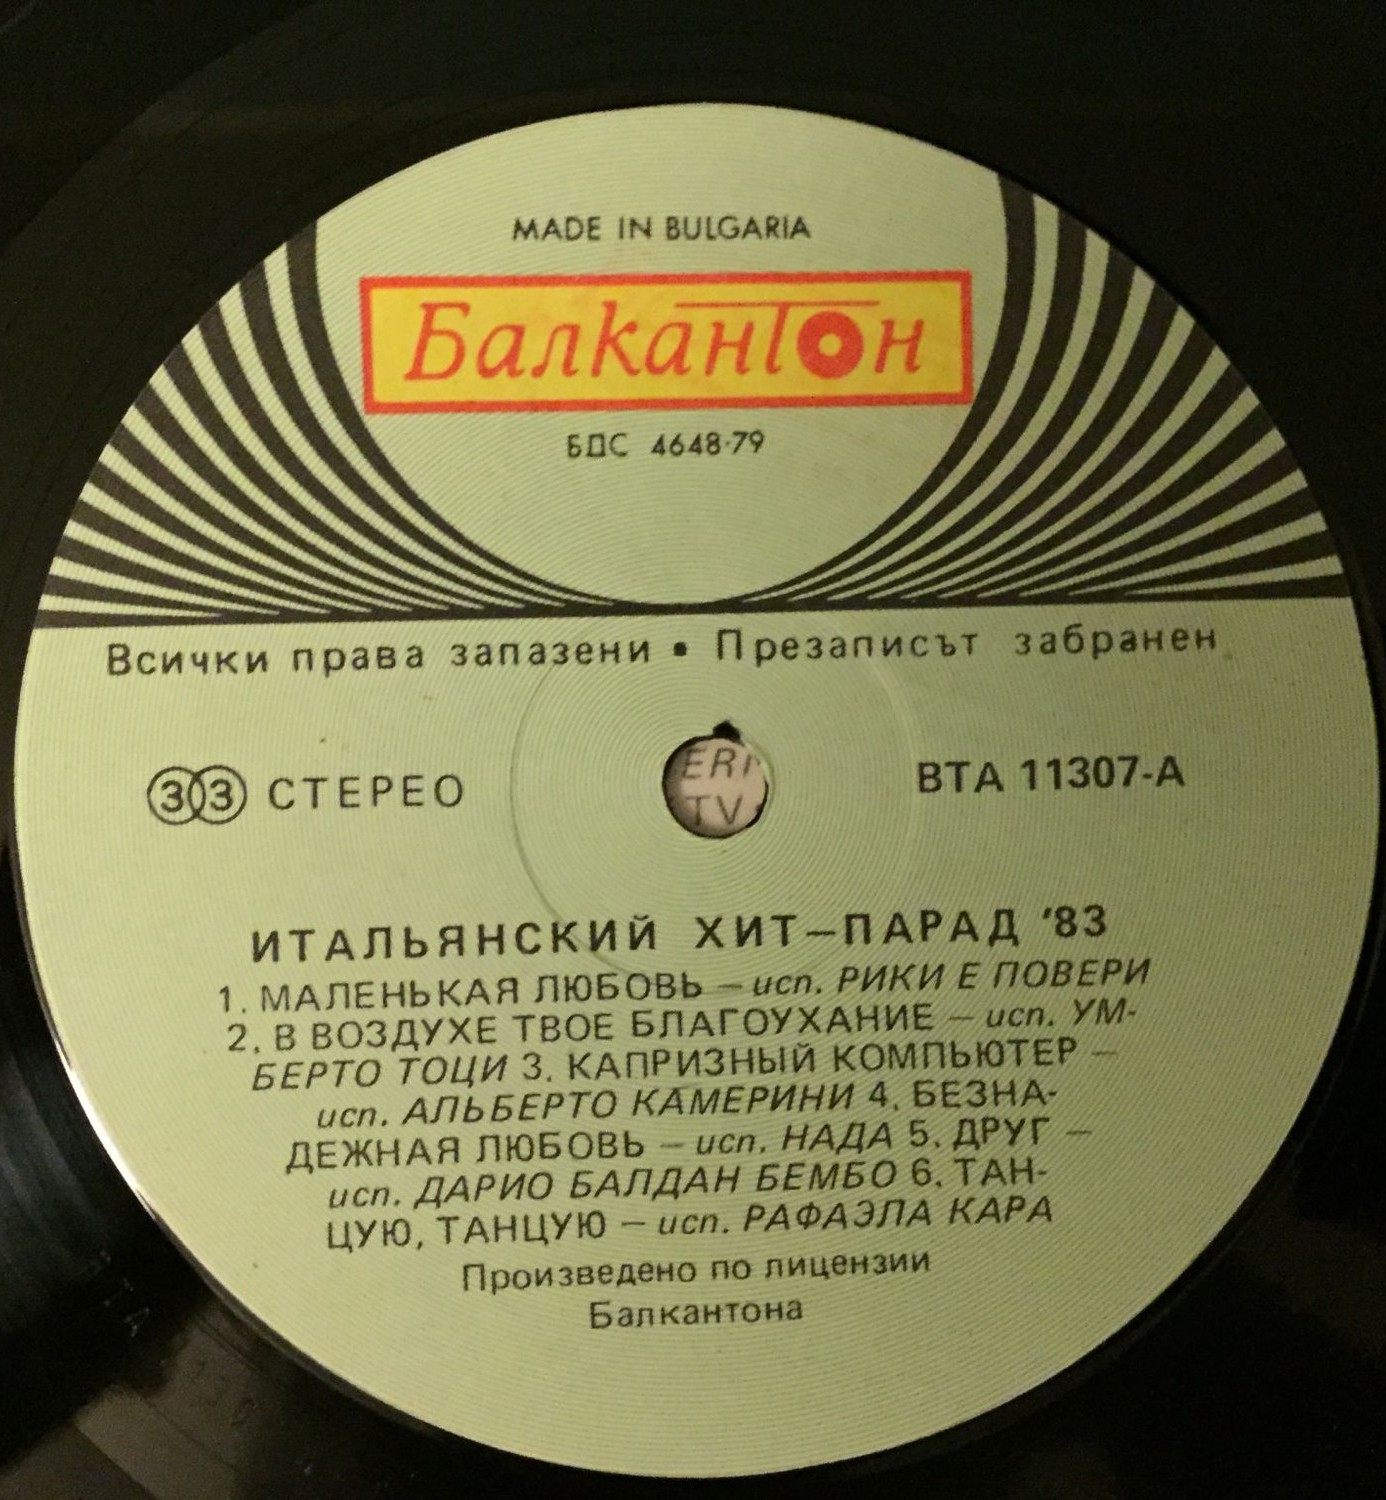 MADE IN BULGARIA
Балкантон
БДС 4648-79
Всички права запазени • Презаписът забранен
33 СТЕРЕО
ERI
TV
ВТА 11307-А
ИТАЛЬЯНСКИЙ ХИТ–ПАРАД '83
1. МАЛЕНЬКАЯ ЛЮБОВЬ – исп. РИКИ Е ПОВЕРИ
2. В ВОЗДУХЕ ТВОЕ БЛАГОУХАНИЕ – исп. УМ-
БЕРТО ТОЦИ 3. КАПРИЗНЫЙ КОМПЬЮТЕР –
исп. АЛЬБЕРТО КАМЕРИНИ 4. БЕЗНА-
ДЕЖНАЯ ЛЮБОВЬ – исп. НАДА 5. ДРУГ –
исп. ДАРИО БАЛДАН БЕМБО 6. ТАН-
ЦУЮ, ТАНЦУЮ – исп. РАФАЭЛА КАРА
Произведено по лицензии
Балкантона